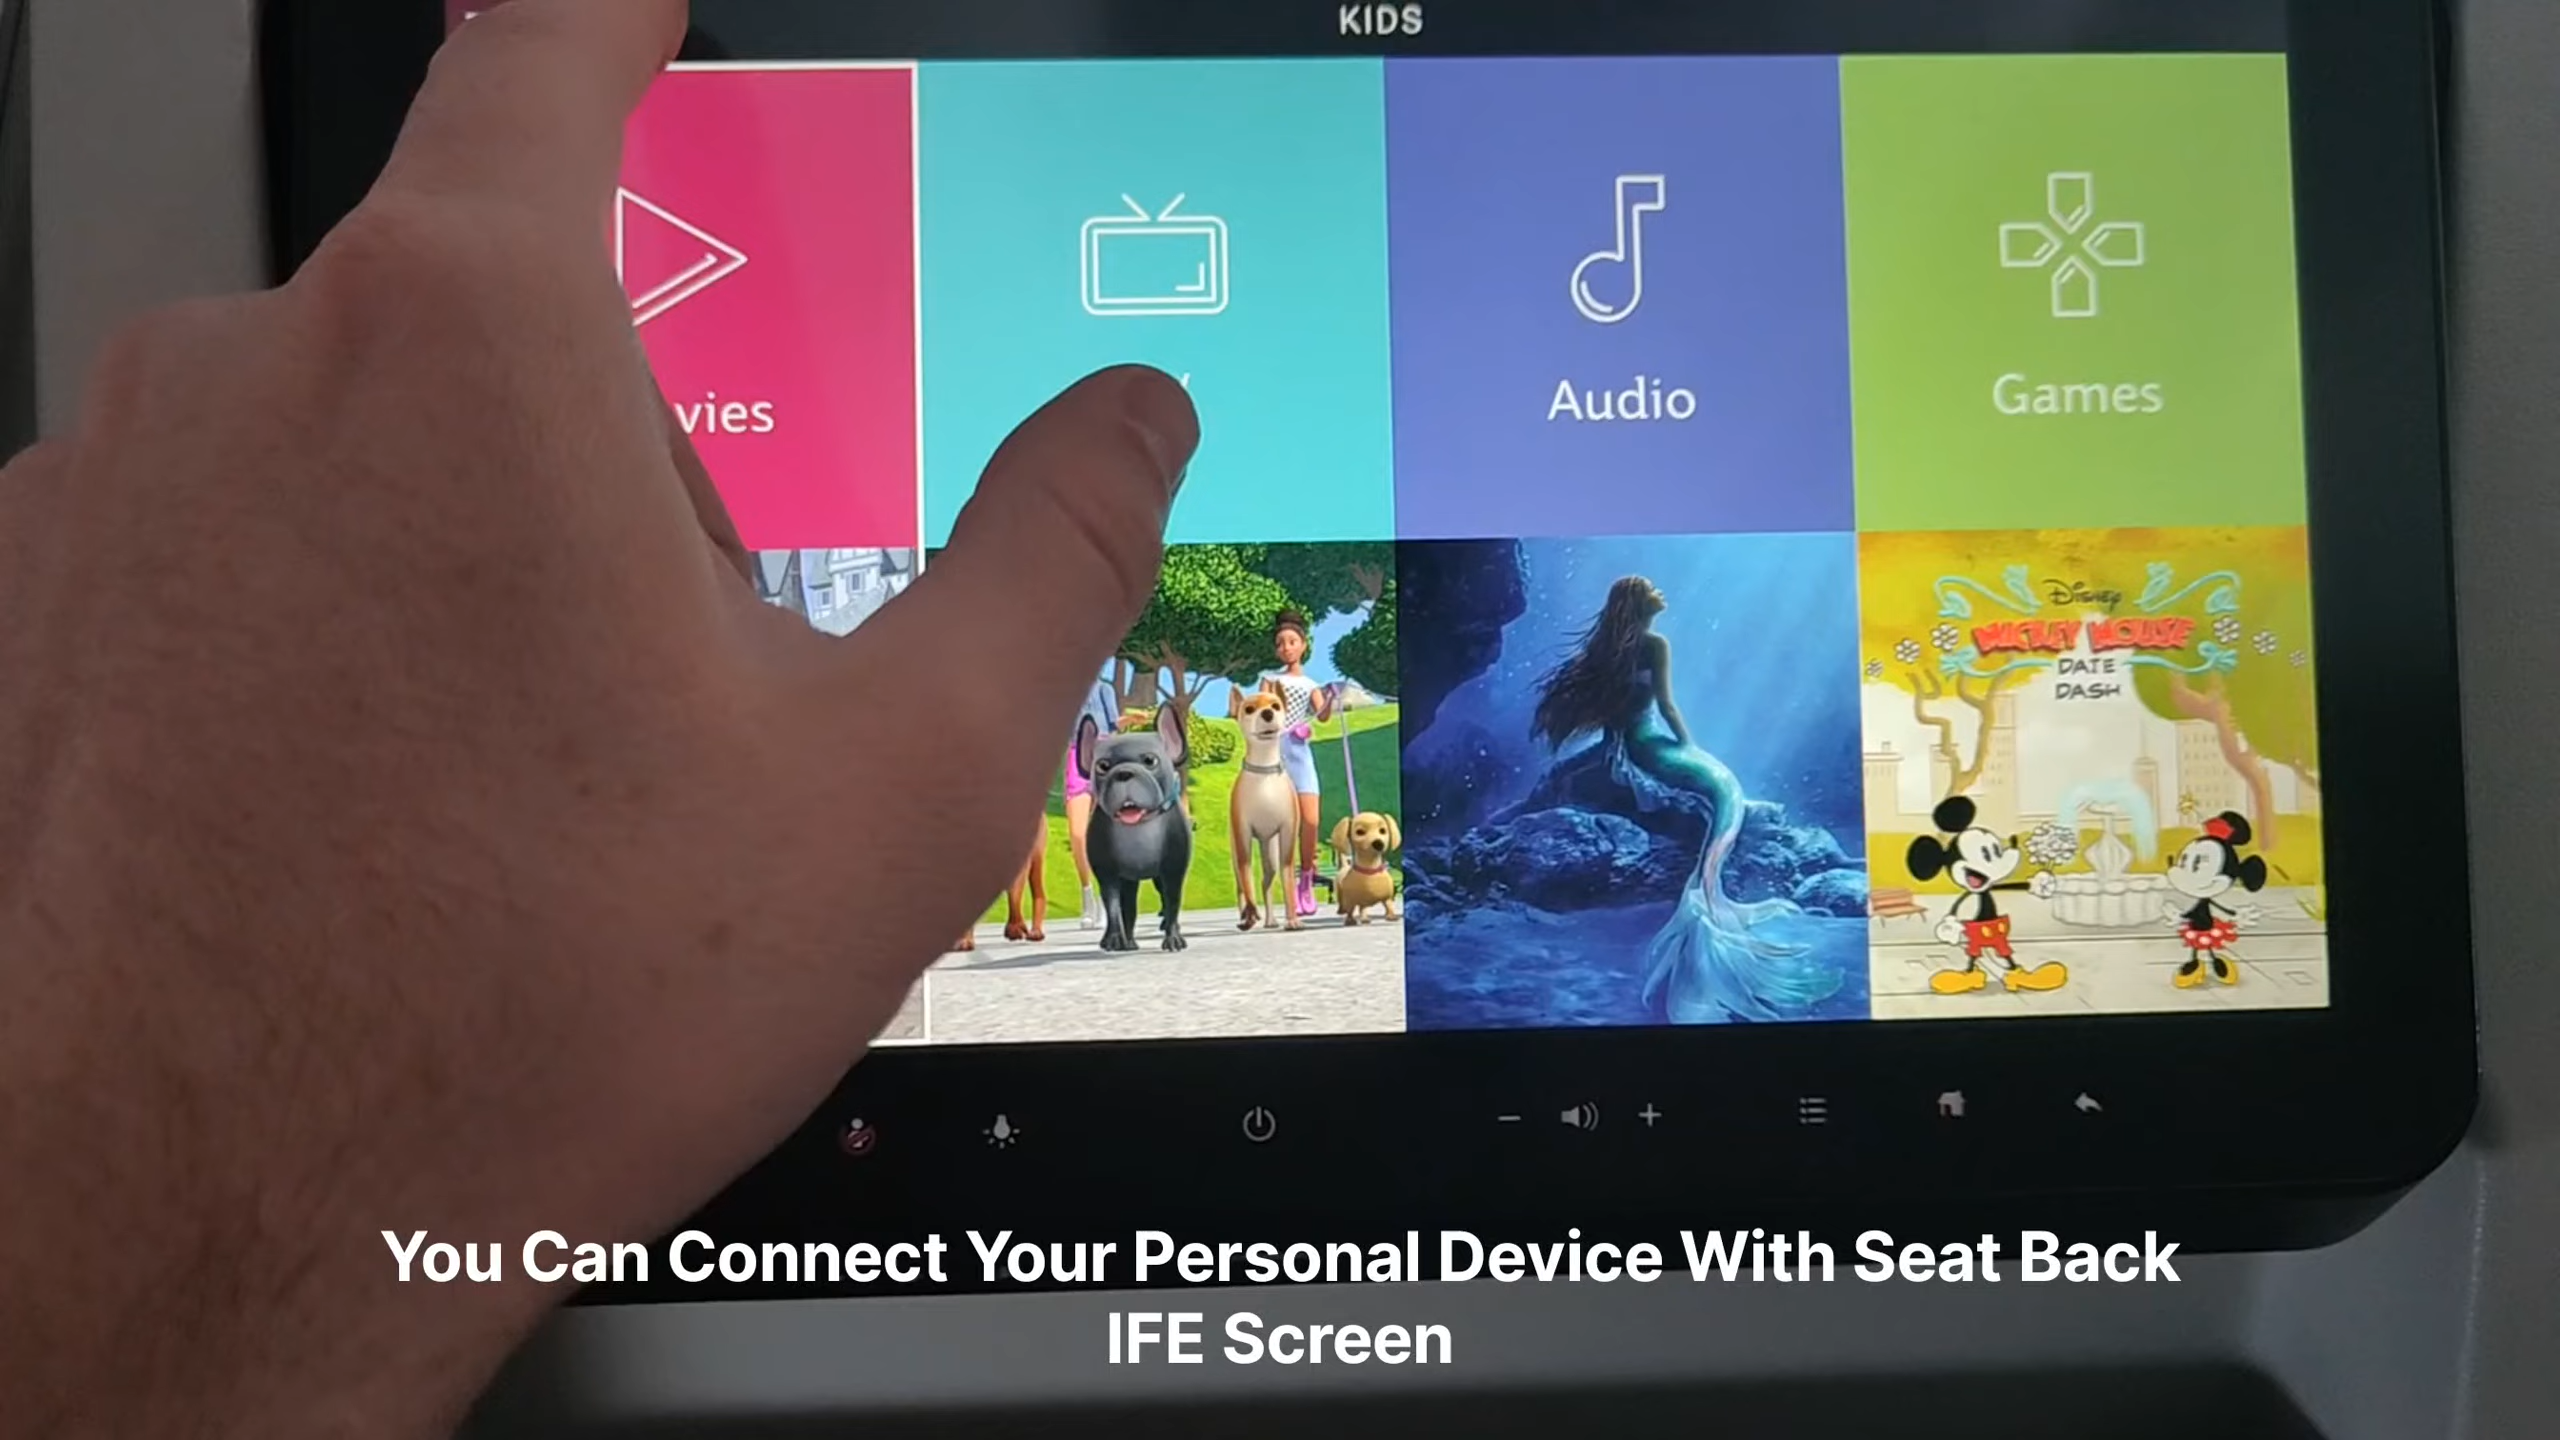 KIDS
vies
Audio
Games
Disney
MICKEY MOUSE
DATE
DASH
You Can Connect Your Personal Device With Seat Back
IFE Screen